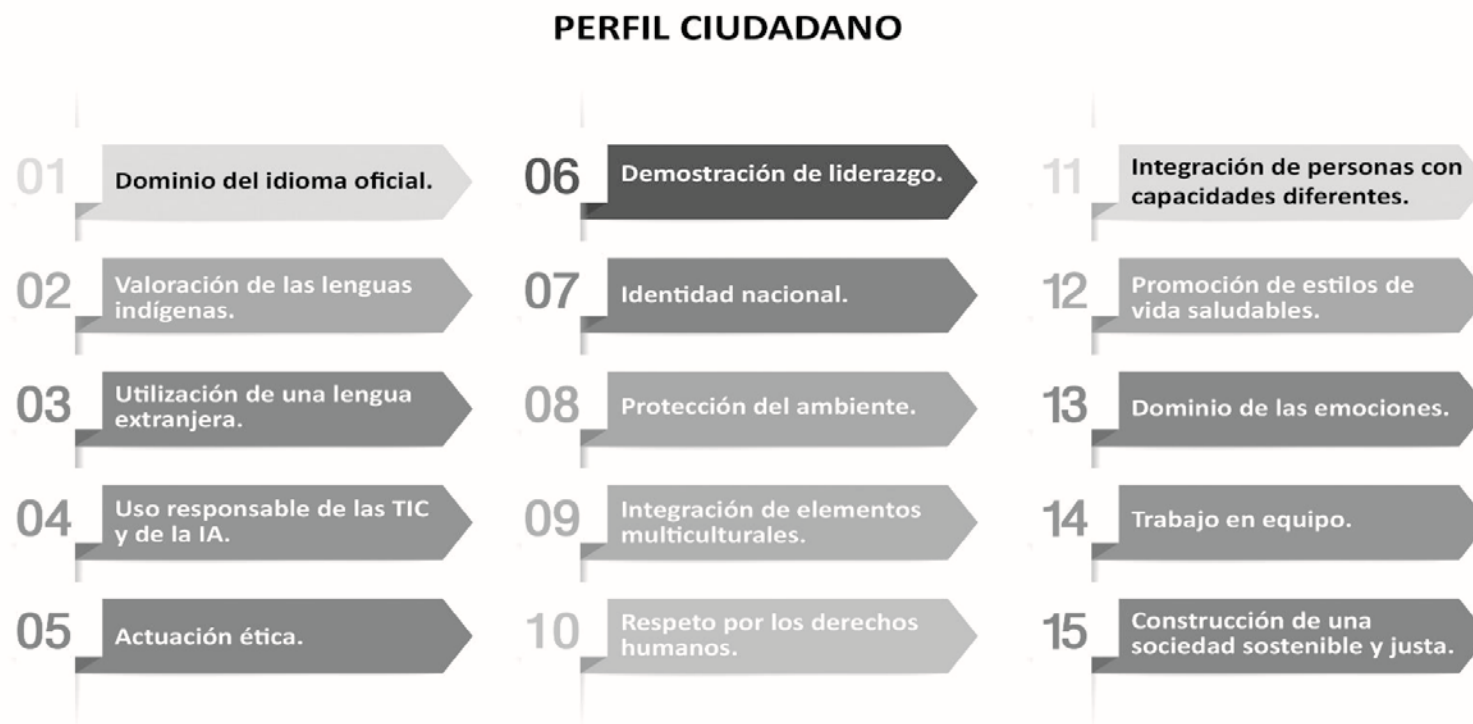 PERFIL CIUDADANO
01
Dominio del idioma oficial.
02
Valoración de las lenguas
indígenas.
03
Utilización de una lengua
extranjera.
04
Uso responsable de las TIC
y de la IA.
05
Actuación ética.
06
Demostración de liderazgo.
07
Identidad nacional.
08
Protección del ambiente.
09
Integración de elementos
multiculturales.
10
Respeto por los derechos
humanos.
11
Integración de personas con
capacidades diferentes.
12
Promoción de estilos de
vida saludables.
13
Dominio de las emociones.
14
Trabajo en equipo.
15
Construcción de una
sociedad sostenible y justa.